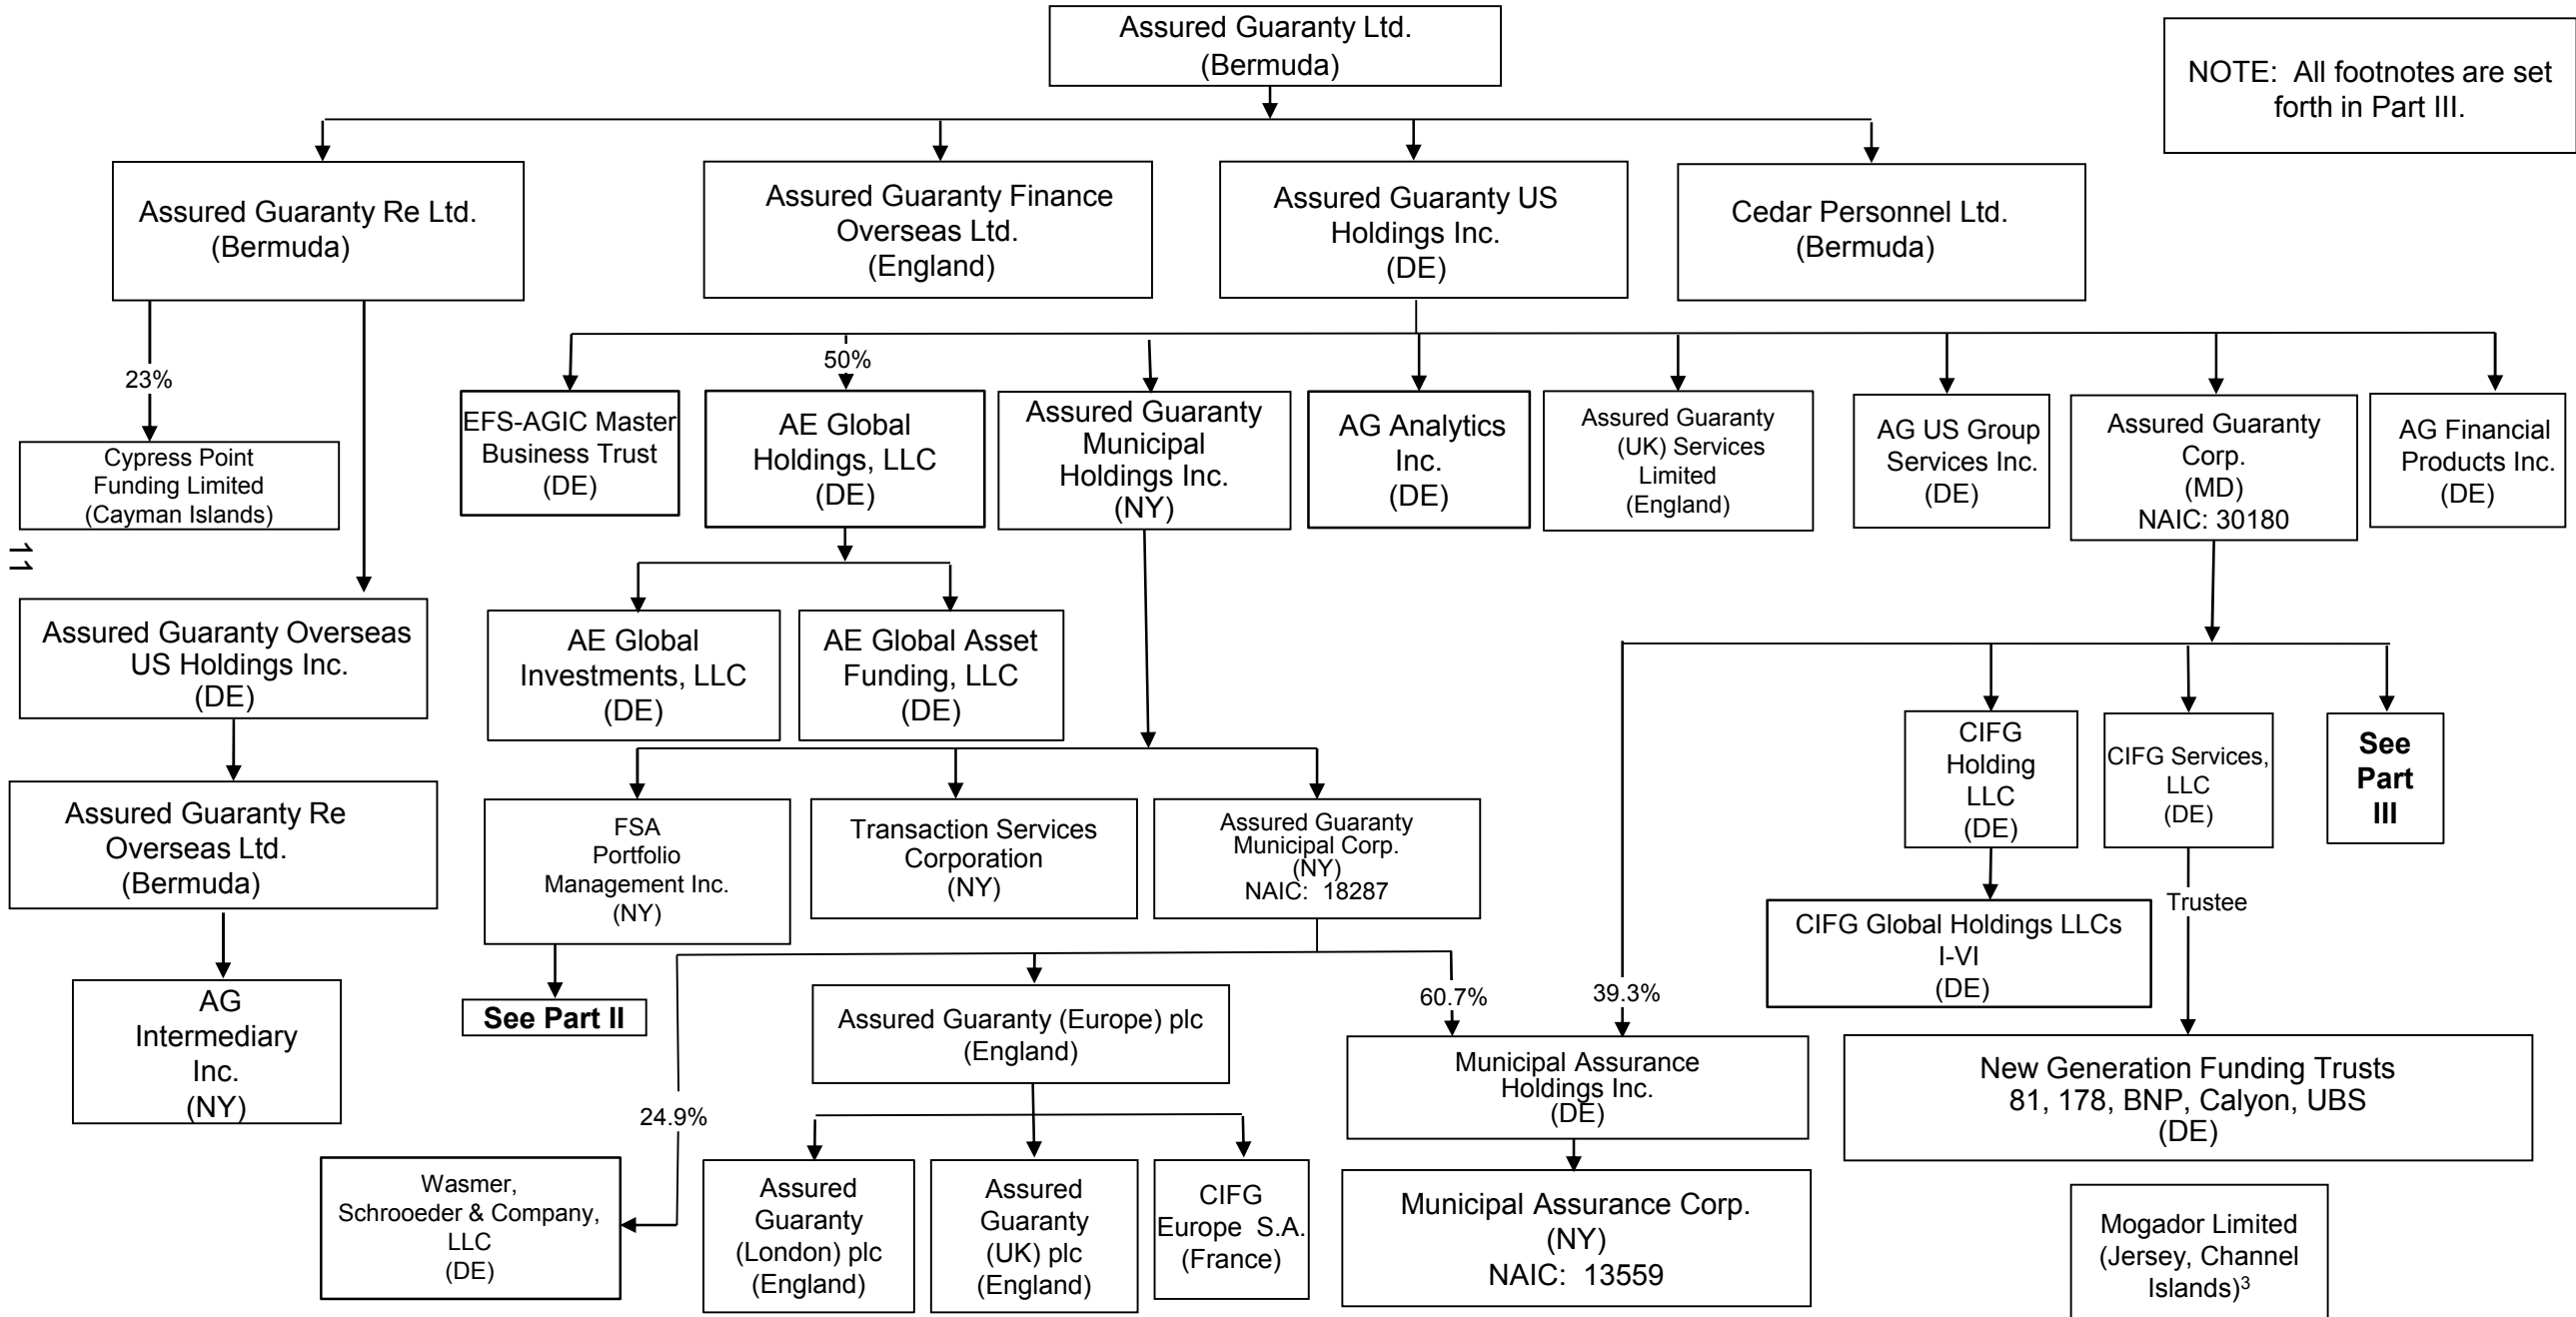 Assured Guaranty Ltd.
(Bermuda)
NOTE: All footnotes are set
forth in Part III.
Assured Guaranty Re Ltd.
(Bermuda)
Assured Guaranty Finance
Overseas Ltd.
(England)
Assured Guaranty US
Holdings Inc.
(DE)
Cedar Personnel Ltd.
(Bermuda)
23%
50%
Cypress Point
Funding Limited
(Cayman Islands)
EFS-AGIC Master
Business Trust
(DE)
AE Global
Holdings, LLC
(DE)
Assured Guaranty
Municipal
Holdings Inc.
(NY)
AG Analytics
Inc.
(DE)
Assured Guaranty
(UK) Services
Limited
(England)
AG US Group
Services Inc.
(DE)
Assured Guaranty
Corp.
(MD)
NAIC: 30180
AG Financial
Products Inc.
(DE)
11
Assured Guaranty Overseas
US Holdings Inc.
(DE)
AE Global
Investments, LLC
(DE)
AE Global Asset
Funding, LLC
(DE)
CIFG
Holding
LLC
(DE)
CIFG Services,
LLC
(DE)
See
Part
III
Assured Guaranty Re
Overseas Ltd.
(Bermuda)
FSA
Portfolio
Management Inc.
(NY)
Transaction Services
Corporation
(NY)
Assured Guaranty
Municipal Corp.
(NY)
NAIC: 18287
Trustee
CIFG Global Holdings LLCs
I-VI
(DE)
AG
Intermediary
Inc.
(NY)
See Part II
Assured Guaranty (Europe) plc
(England)
60.7%
39.3%
Municipal Assurance
Holdings Inc.
(DE)
New Generation Funding Trusts
81, 178, BNP, Calyon, UBS
(DE)
24.9%
Wasmer,
Schrooeder & Company,
LLC
(DE)
Assured
Guaranty
(London) plc
(England)
Assured
Guaranty
(UK) plc
(England)
CIFG
Europe S.A.
(France)
Municipal Assurance Corp.
(NY)
NAIC: 13559
Mogador Limited
(Jersey, Channel
Islands)³